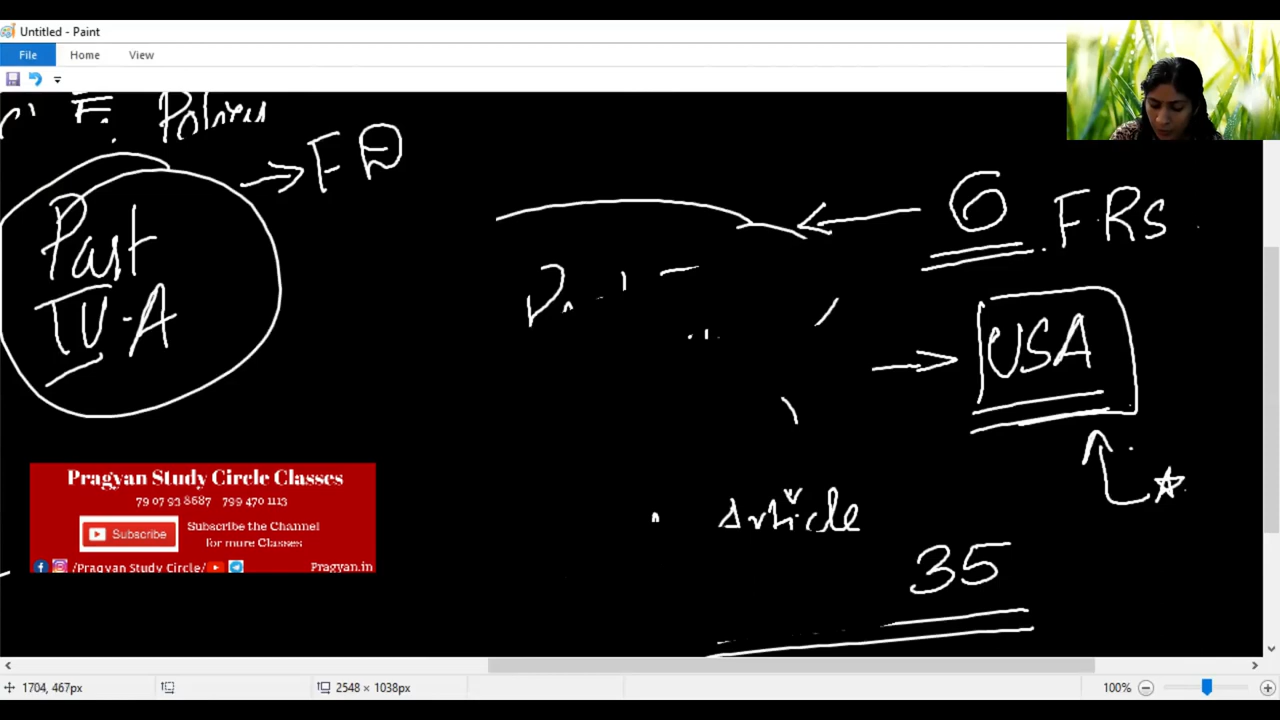 Untitled - Paint
File Home View
Part
IV-A
→ FD
6 F.RS
USA
Article
35
Pragyan Study Circle Classes
79 07 93 8687 799 470 1113
Subscribe
Subscribe the Channel
for more Classes
/Pragyan Study Circle/
Pragyan.in
1704, 467px
2548 × 1038px
100%